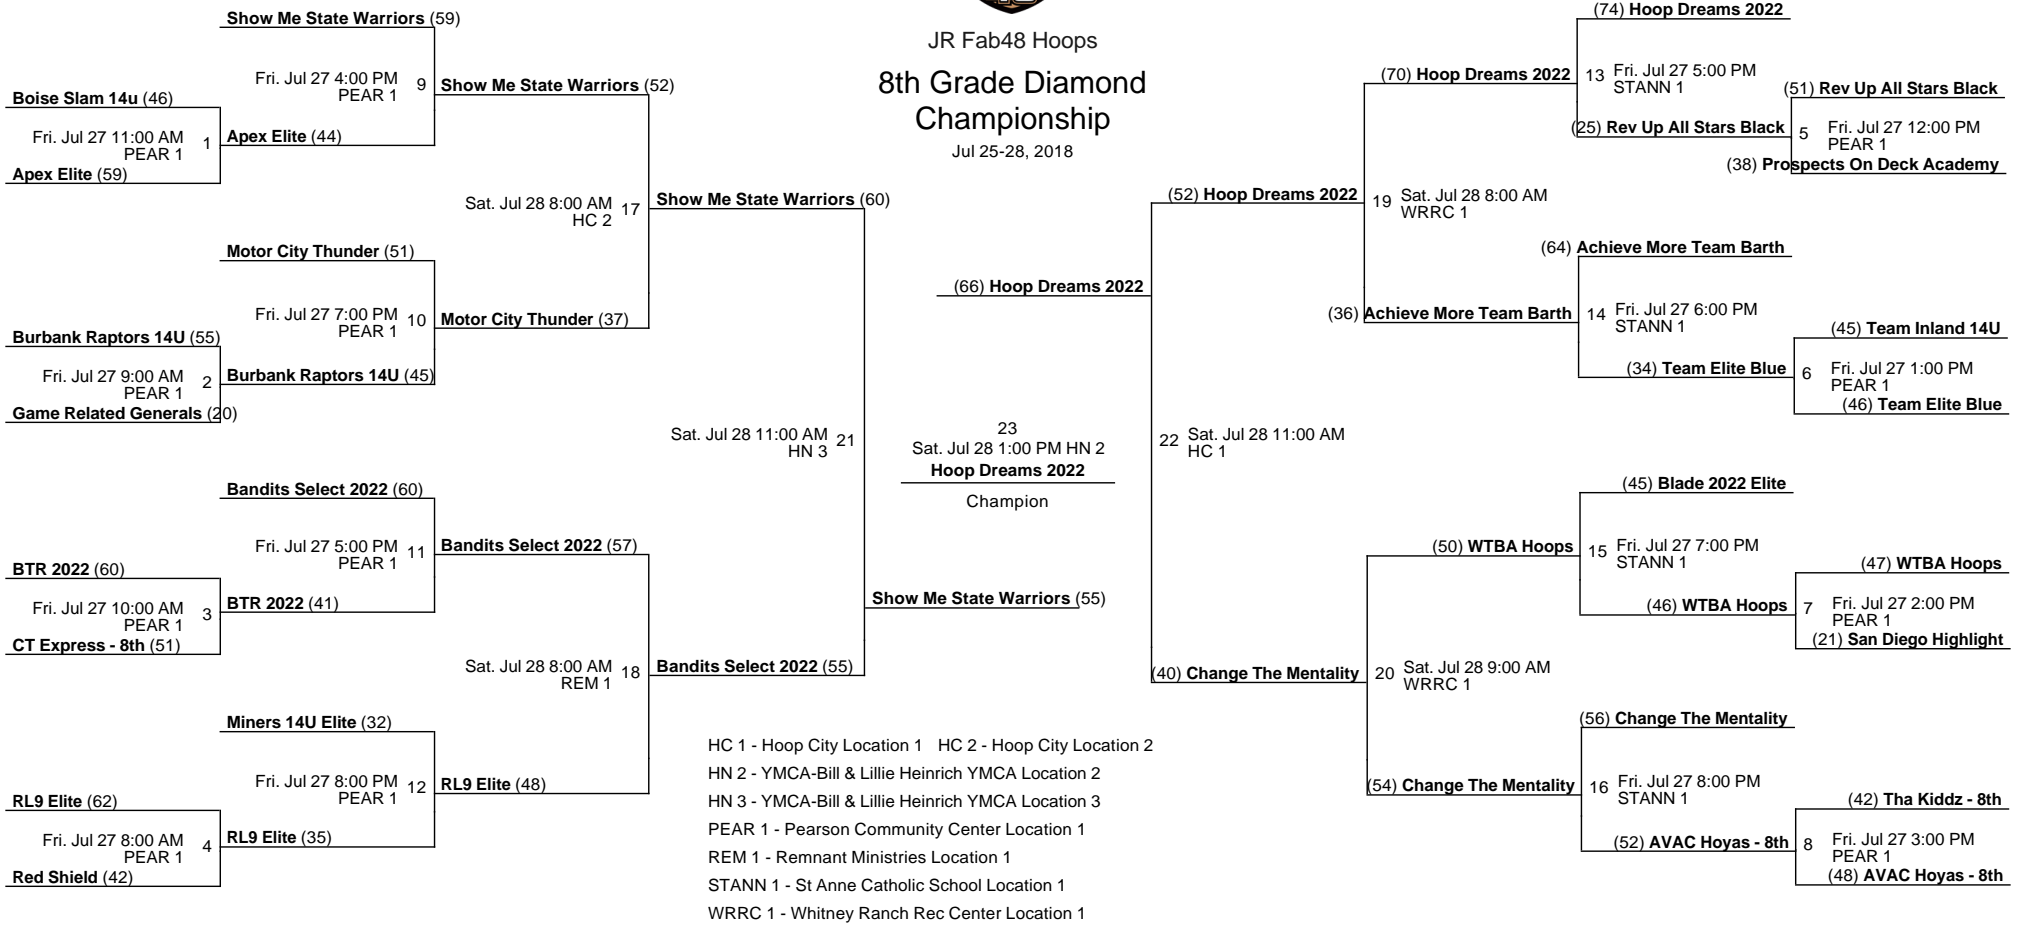 JR Fab48 Hoops
8th Grade Diamond
Championship
Jul 25-28, 2018
Show Me State Warriors (59)
Fri. Jul 27 4:00 PM
PEAR 1
9
Show Me State Warriors (52)
Boise Slam 14u (46)
Fri. Jul 27 11:00 AM
PEAR 1
1
Apex Elite (44)
Apex Elite (59)
Sat. Jul 28 8:00 AM
HC 2
17
Show Me State Warriors (60)
Motor City Thunder (51)
Fri. Jul 27 7:00 PM
PEAR 1
10
Motor City Thunder (37)
Burbank Raptors 14U (55)
Fri. Jul 27 9:00 AM
PEAR 1
2
Burbank Raptors 14U (45)
Game Related Generals (20)
Sat. Jul 28 11:00 AM
HN 3
21
Bandits Select 2022 (60)
Fri. Jul 27 5:00 PM
PEAR 1
11
Bandits Select 2022 (57)
BTR 2022 (60)
Fri. Jul 27 10:00 AM
PEAR 1
3
BTR 2022 (41)
CT Express - 8th (51)
Sat. Jul 28 8:00 AM
REM 1
18
Bandits Select 2022 (55)
Miners 14U Elite (32)
Fri. Jul 27 8:00 PM
PEAR 1
12
RL9 Elite (48)
RL9 Elite (62)
Fri. Jul 27 8:00 AM
PEAR 1
4
RL9 Elite (35)
Red Shield (42)
(66) Hoop Dreams 2022
23
Sat. Jul 28 1:00 PM HN 2
Hoop Dreams 2022
Champion
Show Me State Warriors (55)
(74) Hoop Dreams 2022
(70) Hoop Dreams 2022
13
Fri. Jul 27 5:00 PM
STANN 1
(51) Rev Up All Stars Black
(25) Rev Up All Stars Black
5
Fri. Jul 27 12:00 PM
PEAR 1
(38) Prospects On Deck Academy
(52) Hoop Dreams 2022
19
Sat. Jul 28 8:00 AM
WRRC 1
(64) Achieve More Team Barth
(36) Achieve More Team Barth
14
Fri. Jul 27 6:00 PM
STANN 1
(45) Team Inland 14U
(34) Team Elite Blue
6
Fri. Jul 27 1:00 PM
PEAR 1
(46) Team Elite Blue
22
Sat. Jul 28 11:00 AM
HC 1
(45) Blade 2022 Elite
(50) WTBA Hoops
15
Fri. Jul 27 7:00 PM
STANN 1
(47) WTBA Hoops
(46) WTBA Hoops
7
Fri. Jul 27 2:00 PM
PEAR 1
(21) San Diego Highlight
(40) Change The Mentality
20
Sat. Jul 28 9:00 AM
WRRC 1
(56) Change The Mentality
(54) Change The Mentality
16
Fri. Jul 27 8:00 PM
STANN 1
(42) Tha Kiddz - 8th
(52) AVAC Hoyas - 8th
8
Fri. Jul 27 3:00 PM
PEAR 1
(48) AVAC Hoyas - 8th
HC 1 - Hoop City Location 1 HC 2 - Hoop City Location 2
HN 2 - YMCA-Bill & Lillie Heinrich YMCA Location 2
HN 3 - YMCA-Bill & Lillie Heinrich YMCA Location 3
PEAR 1 - Pearson Community Center Location 1
REM 1 - Remnant Ministries Location 1
STANN 1 - St Anne Catholic School Location 1
WRRC 1 - Whitney Ranch Rec Center Location 1